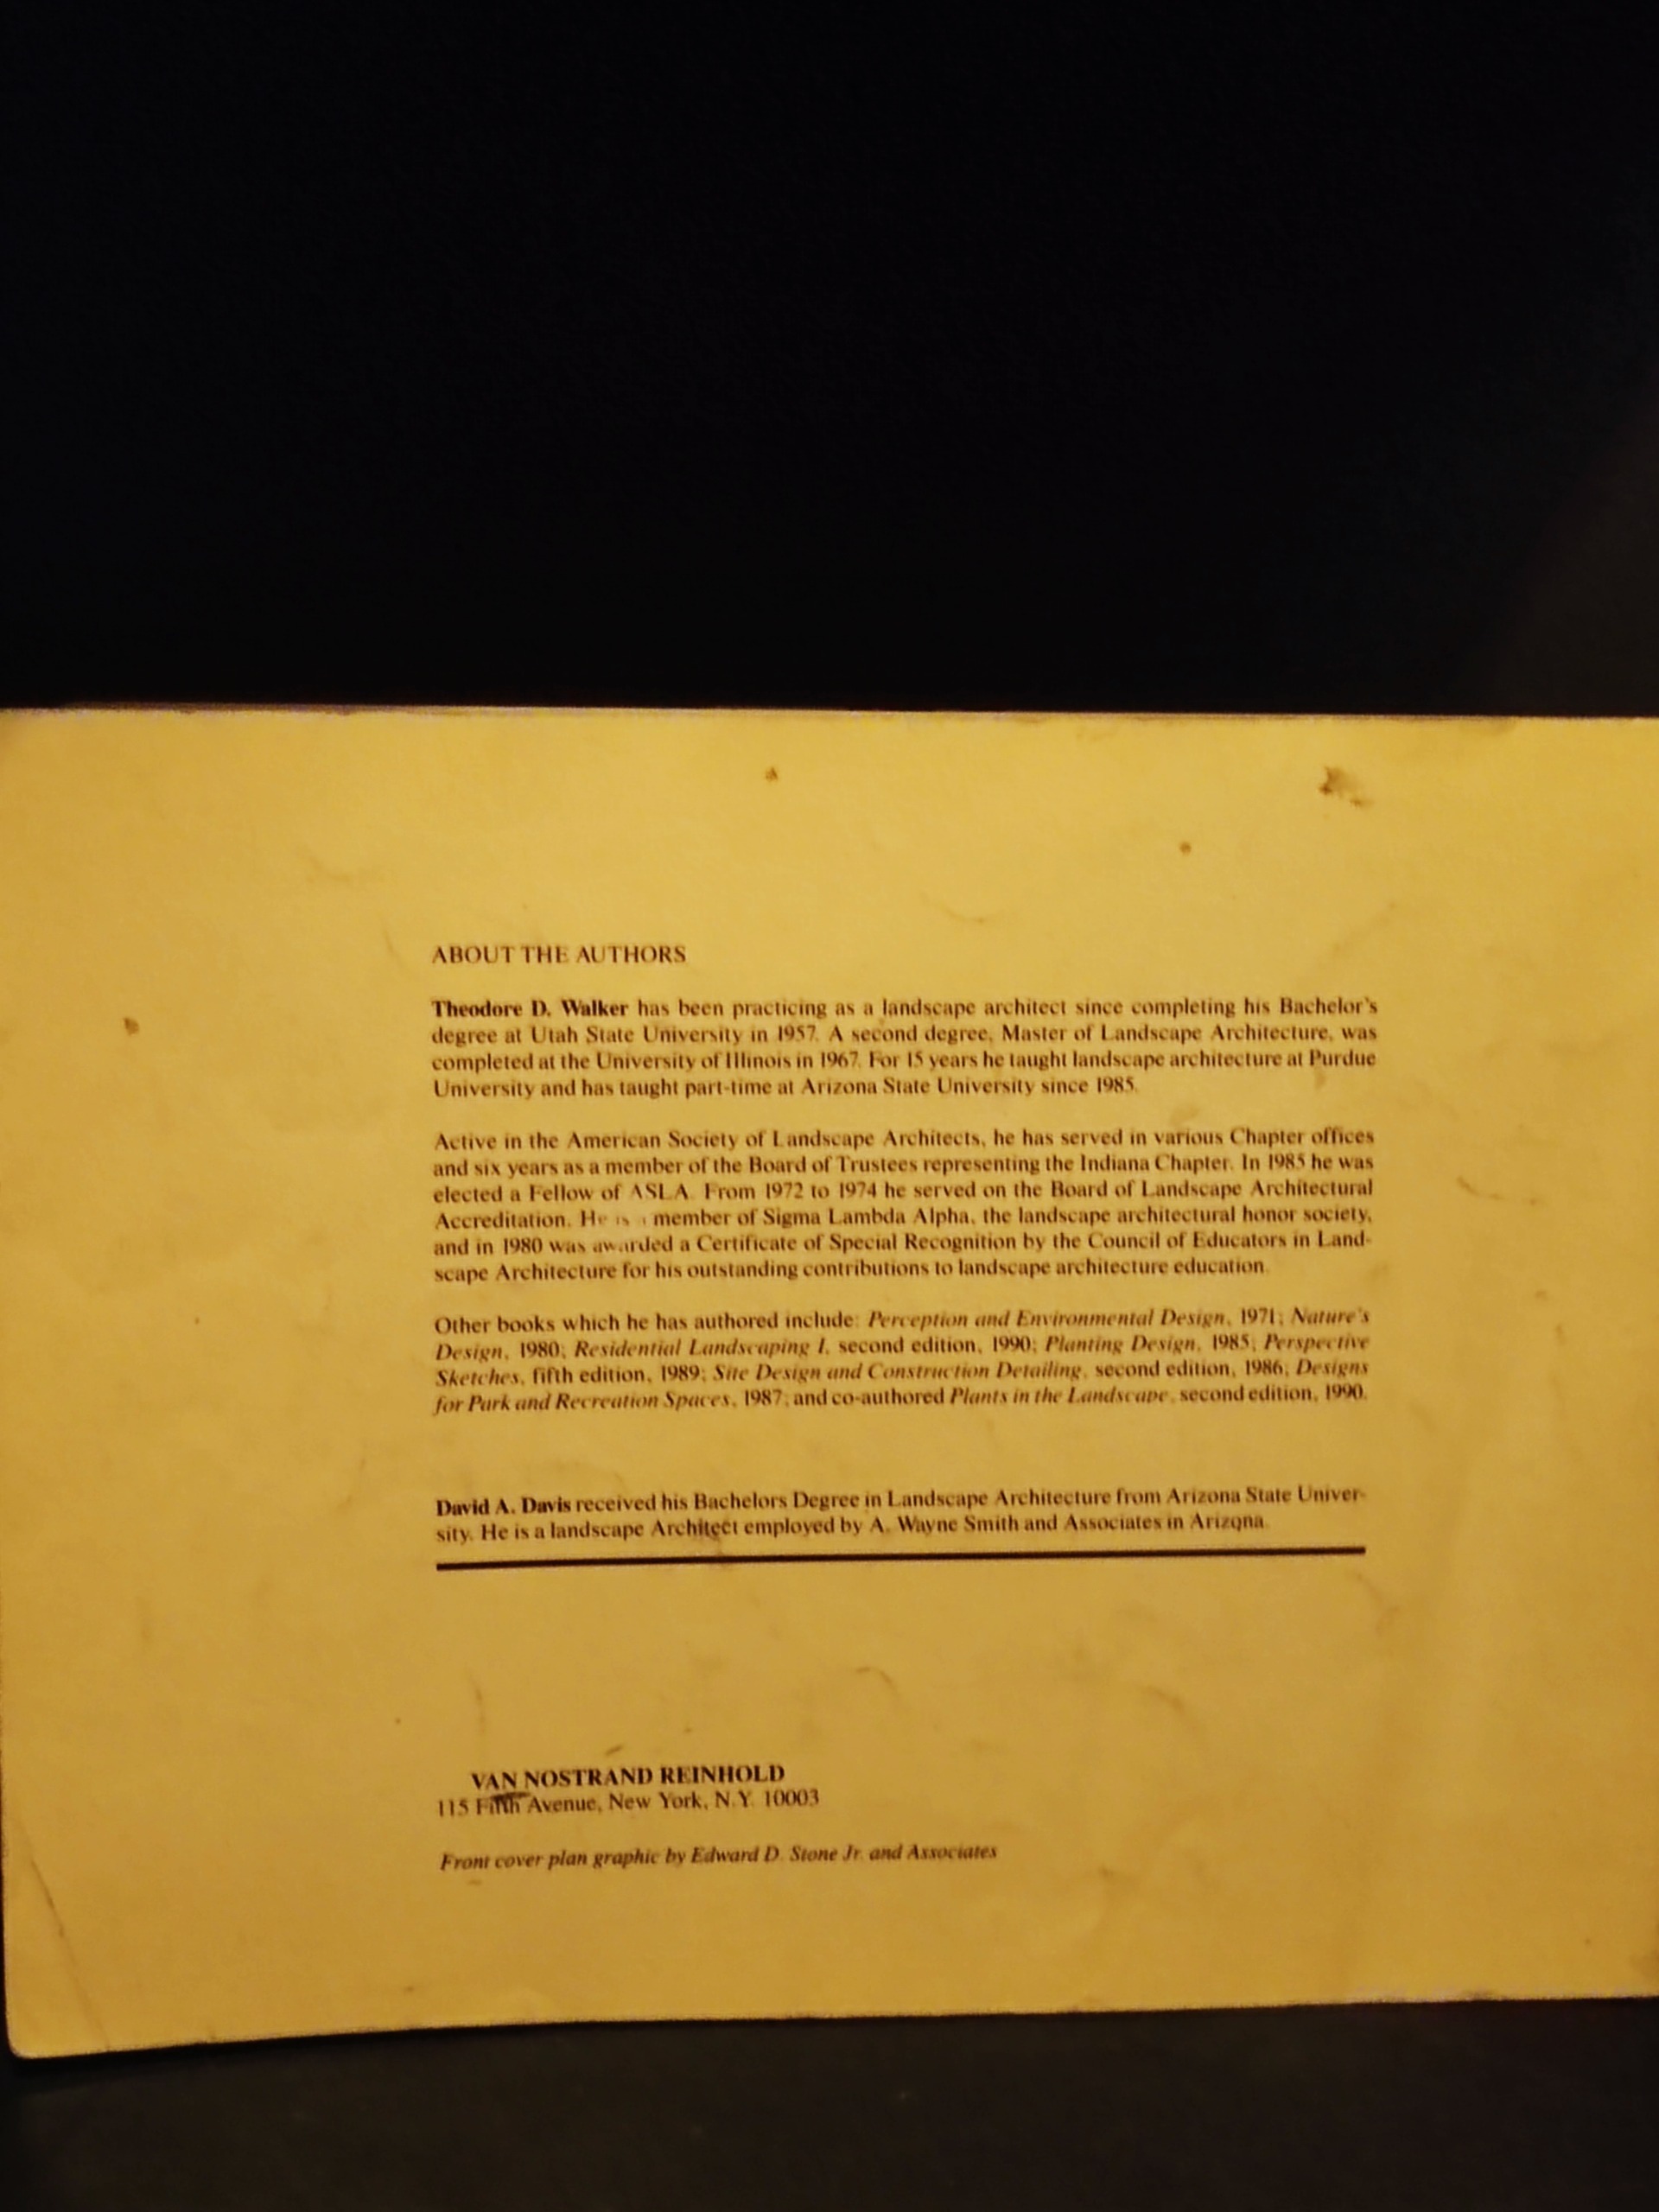 ABOUT THE AUTHORS
Theodore D. Walker has been practicing as a landscape architect since completing his Bachelor's
degree at Utah State University in 1957. A second degree, Master of Landscape Architecture, was
completed at the University of Illinois in 1967. For 15 years he taught landscape architecture at Purdue
University and has taught part-time at Arizona State University since 1985.
Active in the American Society of Landscape Architects, he has served in various Chapter offices
and six years as a member of the Board of Trustees representing the Indiana Chapter. In 1985 he was
elected a Fellow of ASLA. From 1972 to 1974 he served on the Board of Landscape Architectural
Accreditation. He is a member of Sigma Lambda Alpha, the landscape architectural honor society,
and in 1980 was awarded a Certificate of Special Recognition by the Council of Educators in Land-
scape Architecture for his outstanding contributions to landscape architecture education.
Other books which he has authored include: Perception and Environmental Design, 1971; Nature's
Design, 1980; Residential Landscaping I, second edition, 1990; Planting Design, 1985; Perspective
Sketches, fifth edition, 1989; Site Design and Construction Detailing, second edition, 1986; Designs
for Park and Recreation Spaces, 1987; and co-authored Plants in the Landscape, second edition, 1990.
David A. Davis received his Bachelors Degree in Landscape Architecture from Arizona State Univer-
sity. He is a landscape Architect employed by A. Wayne Smith and Associates in Arizona.
VAN NOSTRAND REINHOLD
115 Fifth Avenue, New York, N.Y. 10003
Front cover plan graphic by Edward D. Stone Jr. and Associates